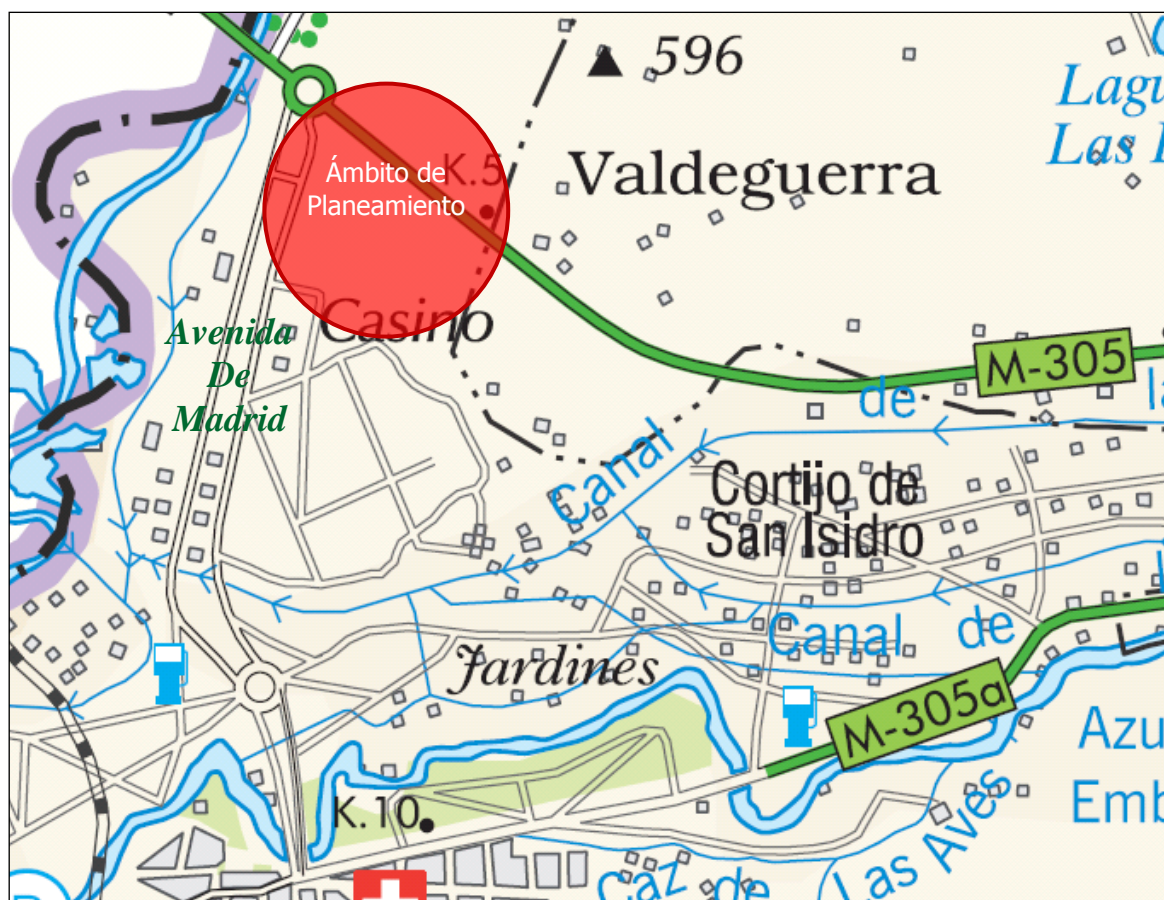 596
Lagu
Las
K.5
Ámbito de
Planeamiento
Valdeguerra
Casino
Avenida
De
Madrid
M-305
de
la
Canal
Cortijo de
San Isidro
Canal de
Jardines
M-305a
Azu
Emb
K.10
Las Aves
Caz de